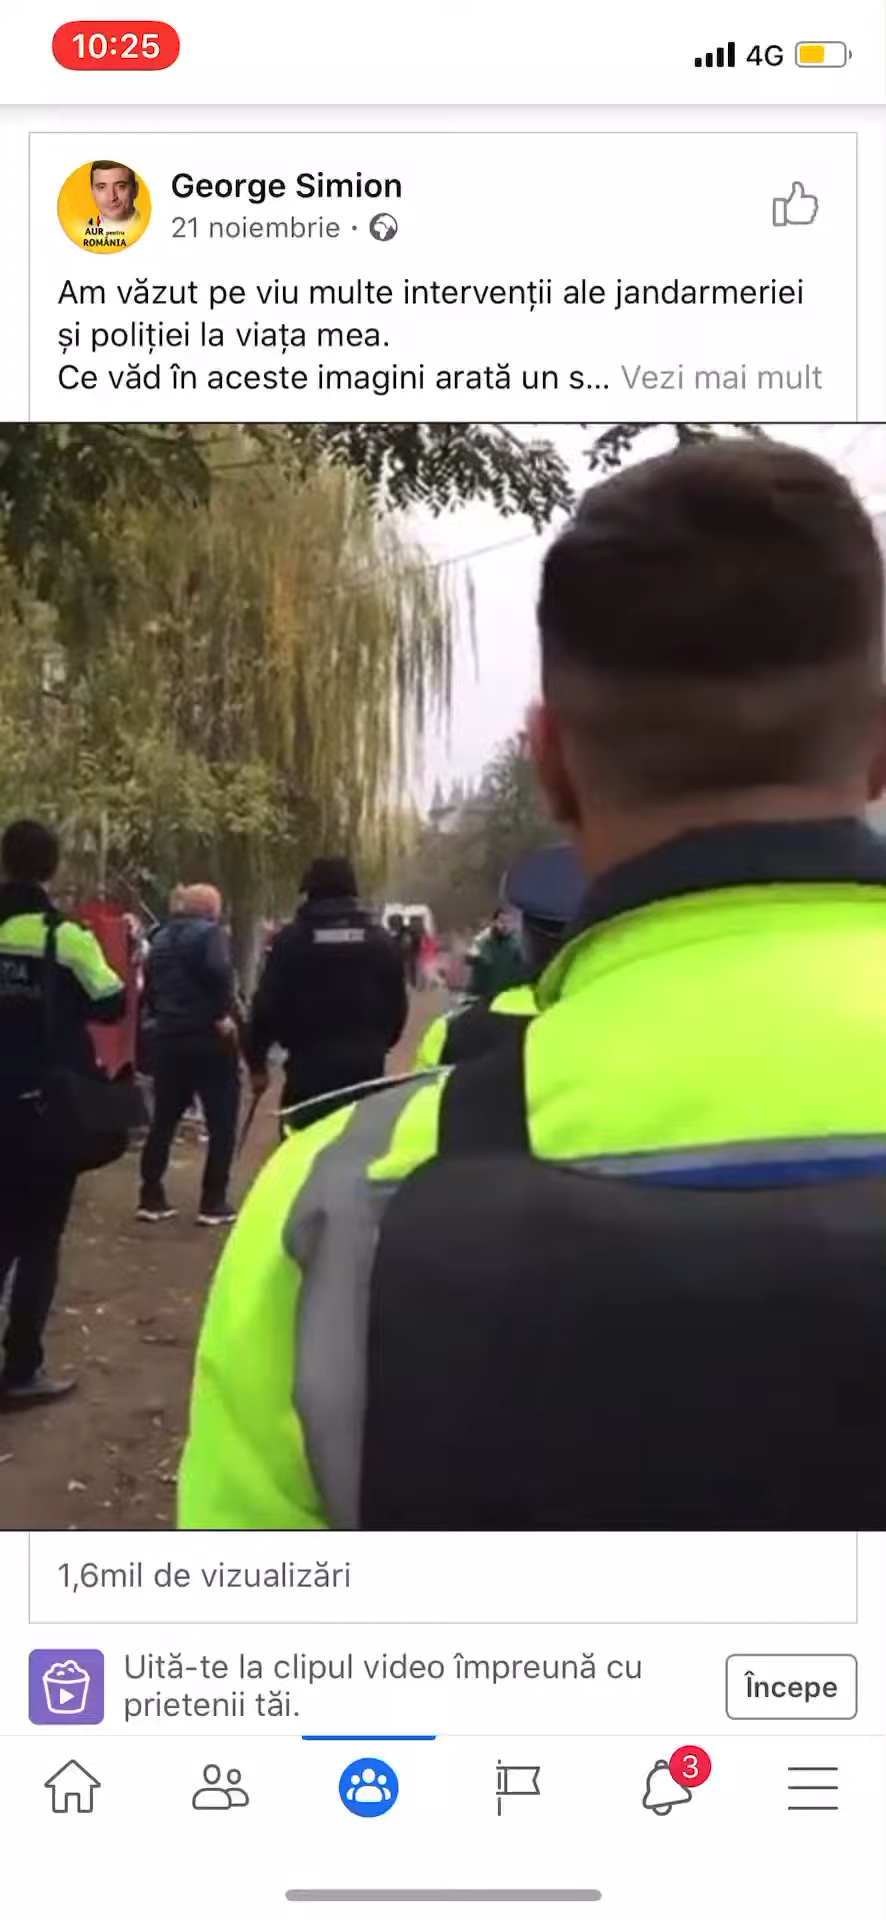 10:25
4G
George Simion
21 noiembrie ·
AUR pentru
ROMÂNIA
Am văzut pe viu multe intervenții ale jandarmeriei
și poliției la viața mea.
Ce văd în aceste imagini arată un s... Vezi mai mult
1,6mil de vizualizări
Uită-te la clipul video împreună cu
prietenii tăi.
Începe
3